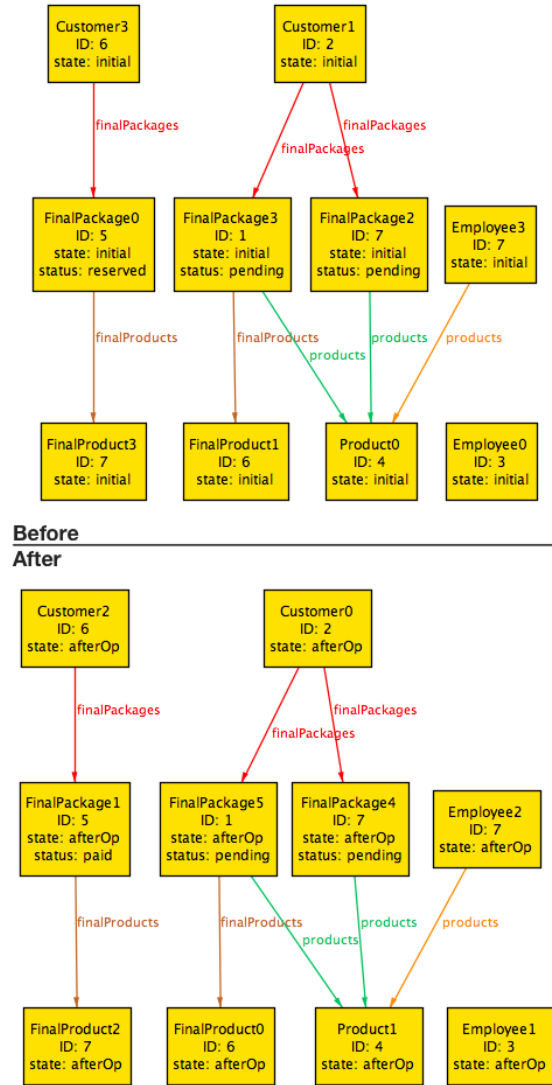 Customer3
ID: 6
state: initial
Customer1
ID: 2
state: initial
finalPackages
finalPackages
finalPackages
FinalPackage0
ID: 5
state: initial
status: reserved
FinalPackage3
ID: 1
state: initial
status: pending
FinalPackage2
ID: 7
state: initial
status: pending
Employee3
ID: 7
state: initial
finalProducts
finalProducts
products
products
products
FinalProduct3
ID: 7
state: initial
FinalProduct1
ID: 6
state: initial
Product0
ID: 4
state: initial
Employee0
ID: 3
state: initial
Before
After
Customer2
ID: 6
state: afterOp
Customer0
ID: 2
state: afterOp
finalPackages
finalPackages
finalPackages
FinalPackage1
ID: 5
state: afterOp
status: paid
FinalPackage5
ID: 1
state: afterOp
status: pending
FinalPackage4
ID: 7
state: afterOp
status: pending
Employee2
ID: 7
state: afterOp
finalProducts
finalProducts
products
products
products
FinalProduct2
ID: 7
state: afterOp
FinalProduct0
ID: 6
state: afterOp
Product1
ID: 4
state: afterOp
Employee1
ID: 3
state: afterOp